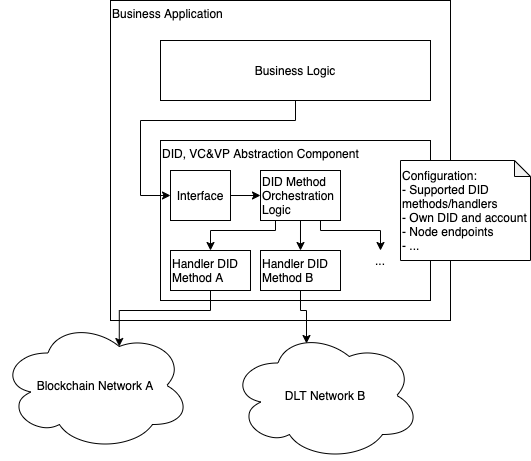 Business Application
Business Logic
DID, VC&VP Abstraction Component
Interface
DID Method
Orchestration
Logic
Configuration:
- Supported DID
methods/handlers
- Own DID and account
- Node endpoints
- ...
Handler DID
Method A
Handler DID
Method B
...
Blockchain Network A
DLT Network B